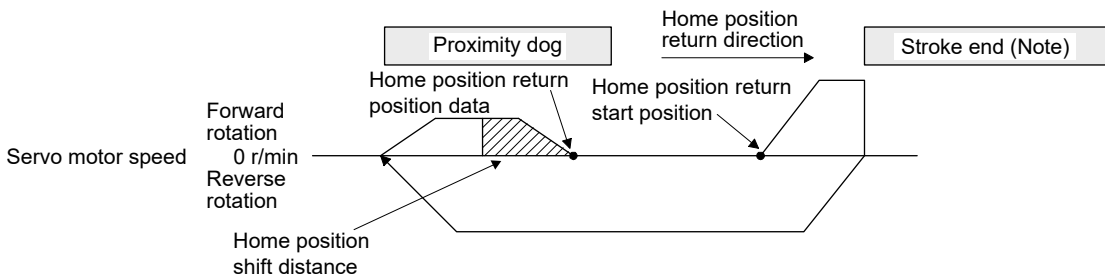 Proximity dog
Home position
return direction
Stroke end (Note)
Home position return
position data
Home position return
start position
Forward
rotation
Servo motor speed
0 r/min
Reverse
rotation
Home position
shift distance